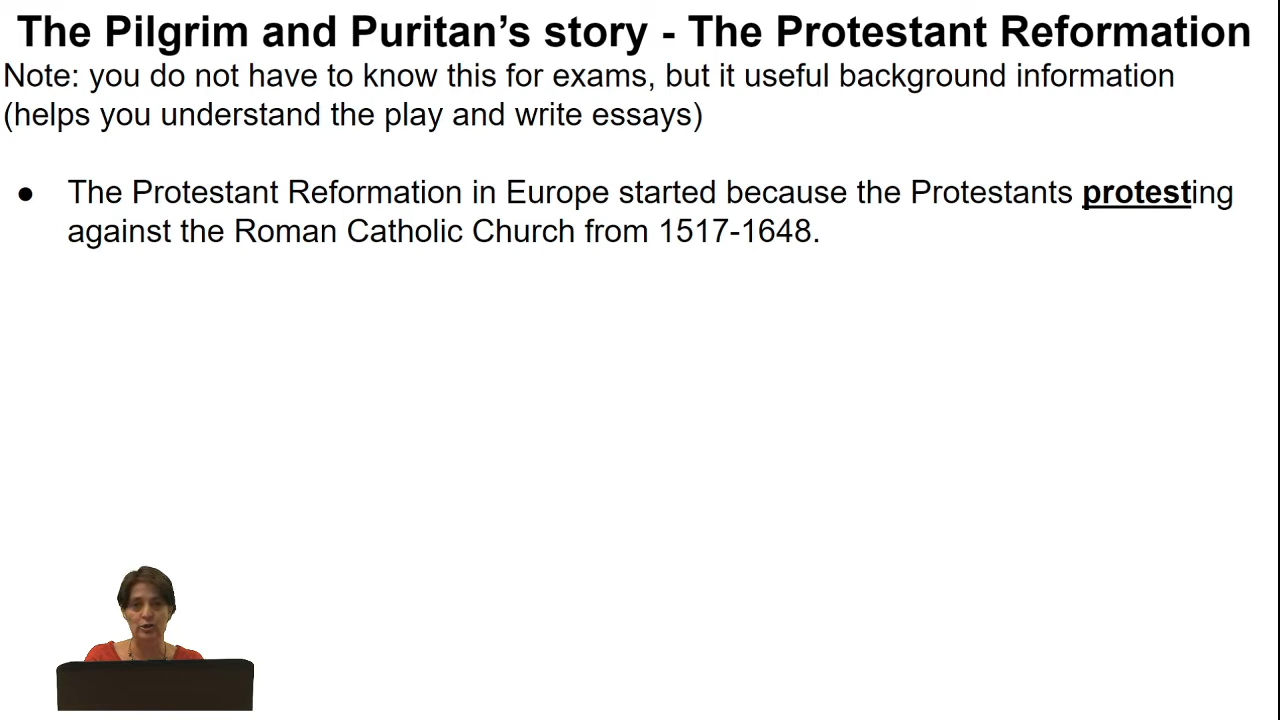 The Pilgrim and Puritan’s story - The Protestant Reformation
Note: you do not have to know this for exams, but it useful background information
(helps you understand the play and write essays)
● The Protestant Reformation in Europe started because the Protestants protesting
against the Roman Catholic Church from 1517-1648.